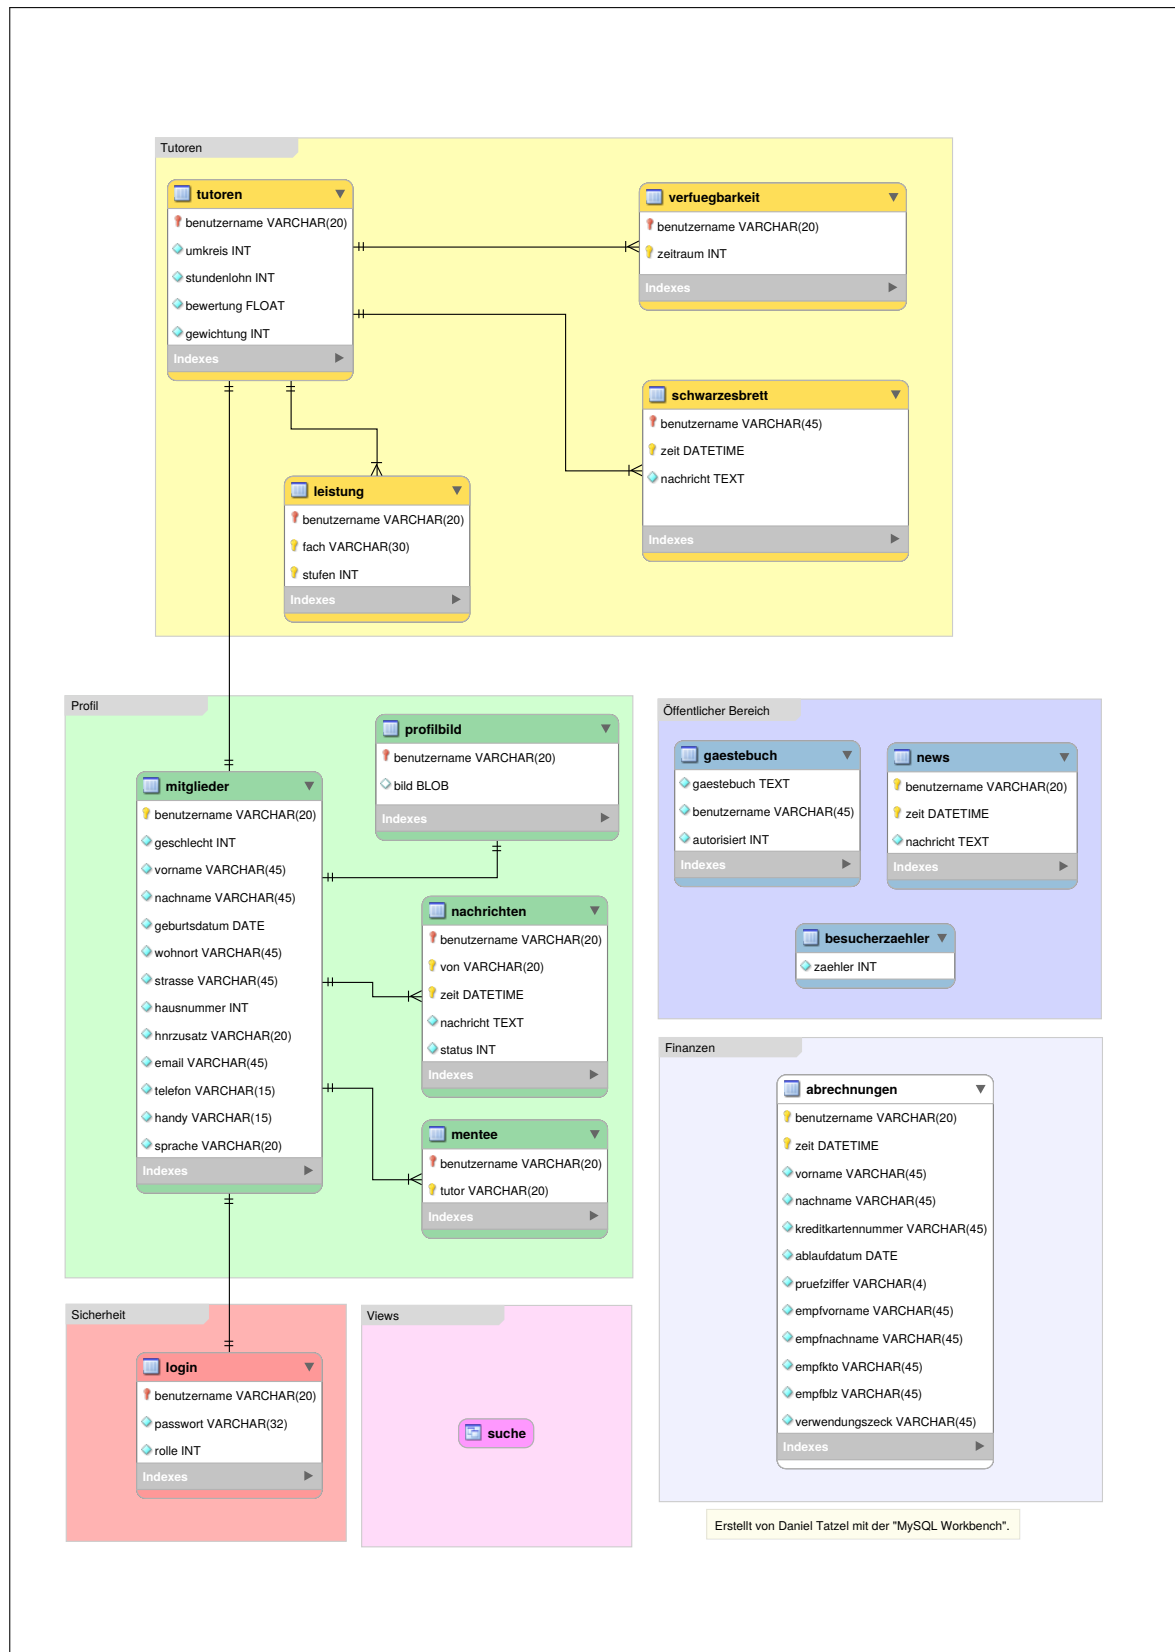 Tutoren
tutoren
benutzername VARCHAR(20)
umkreis INT
stundenlohn INT
bewertung FLOAT
gewichtung INT
Indexes
verfuegbarkeit
benutzername VARCHAR(20)
zeitraum INT
Indexes
schwarzesbrett
benutzername VARCHAR(45)
zeit DATETIME
nachricht TEXT
Indexes
leistung
benutzername VARCHAR(20)
fach VARCHAR(30)
stufen INT
Indexes
Profil
profilbild
benutzername VARCHAR(20)
bild BLOB
Indexes
mitglieder
benutzername VARCHAR(20)
geschlecht INT
vorname VARCHAR(45)
nachname VARCHAR(45)
geburtsdatum DATE
wohnort VARCHAR(45)
strasse VARCHAR(45)
hausnummer INT
hnrzusatz VARCHAR(20)
email VARCHAR(45)
telefon VARCHAR(15)
handy VARCHAR(15)
sprache VARCHAR(20)
Indexes
nachrichten
benutzername VARCHAR(20)
von VARCHAR(20)
zeit DATETIME
nachricht TEXT
status INT
Indexes
mentee
benutzername VARCHAR(20)
tutor VARCHAR(20)
Indexes
Öffentlicher Bereich
gaestebuch
gaestebuch TEXT
benutzername VARCHAR(45)
autorisiert INT
Indexes
news
benutzername VARCHAR(20)
zeit DATETIME
nachricht TEXT
Indexes
besucherzaehler
zaehler INT
Finanzen
abrechnungen
benutzername VARCHAR(20)
zeit DATETIME
vorname VARCHAR(45)
nachname VARCHAR(45)
kreditkartennummer VARCHAR(45)
ablaufdatum DATE
pruefziffer VARCHAR(4)
empfvorname VARCHAR(45)
empfnachname VARCHAR(45)
empfkto VARCHAR(45)
empfblz VARCHAR(45)
verwendungszeck VARCHAR(45)
Indexes
Sicherheit
login
benutzername VARCHAR(20)
passwort VARCHAR(32)
rolle INT
Indexes
Views
suche
Erstellt von Daniel Tatzel mit der "MySQL Workbench".